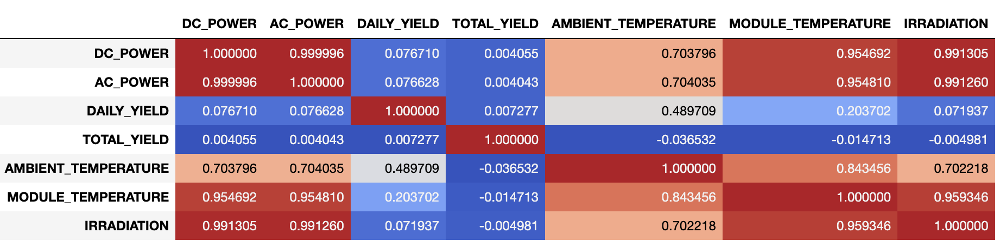 DC_POWER AC_POWER DAILY_YIELD TOTAL_YIELD AMBIENT_TEMPERATURE MODULE_TEMPERATURE IRRADIATION
DC_POWER 1.000000 0.999996 0.076710 0.004055 0.703796 0.954692 0.991305
AC_POWER 0.999996 1.000000 0.076628 0.004043 0.704035 0.954810 0.991260
DAILY_YIELD 0.076710 0.076628 1.000000 0.007277 0.489709 0.203702 0.071937
TOTAL_YIELD 0.004055 0.004043 0.007277 1.000000 -0.036532 -0.014713 -0.004981
AMBIENT_TEMPERATURE 0.703796 0.704035 0.489709 -0.036532 1.000000 0.843456 0.702218
MODULE_TEMPERATURE 0.954692 0.954810 0.203702 -0.014713 0.843456 1.000000 0.959346
IRRADIATION 0.991305 0.991260 0.071937 -0.004981 0.702218 0.959346 1.000000